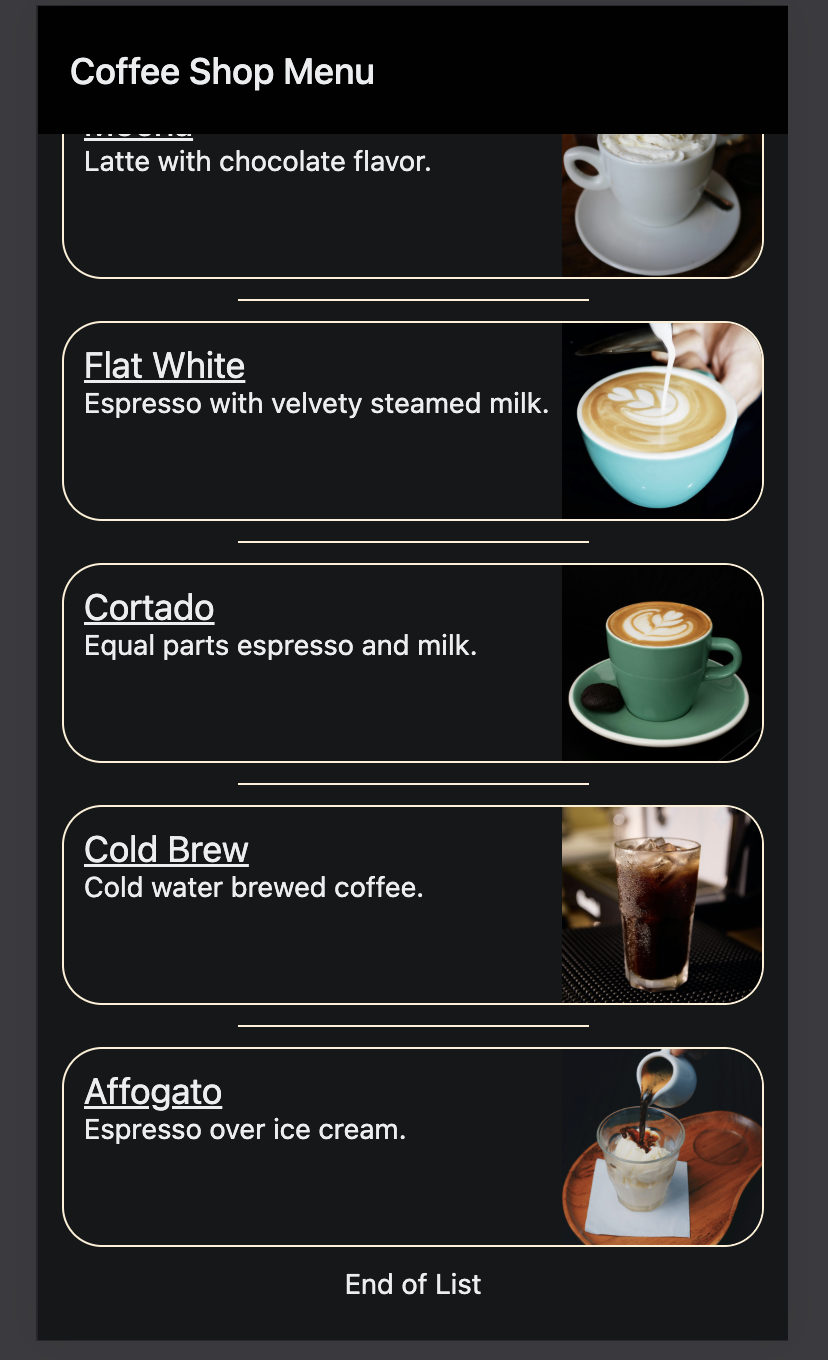 Coffee Shop Menu
Latte with chocolate flavor.
Flat White
Espresso with velvety steamed milk.
Cortado
Equal parts espresso and milk.
Cold Brew
Cold water brewed coffee.
Affogato
Espresso over ice cream.
End of List